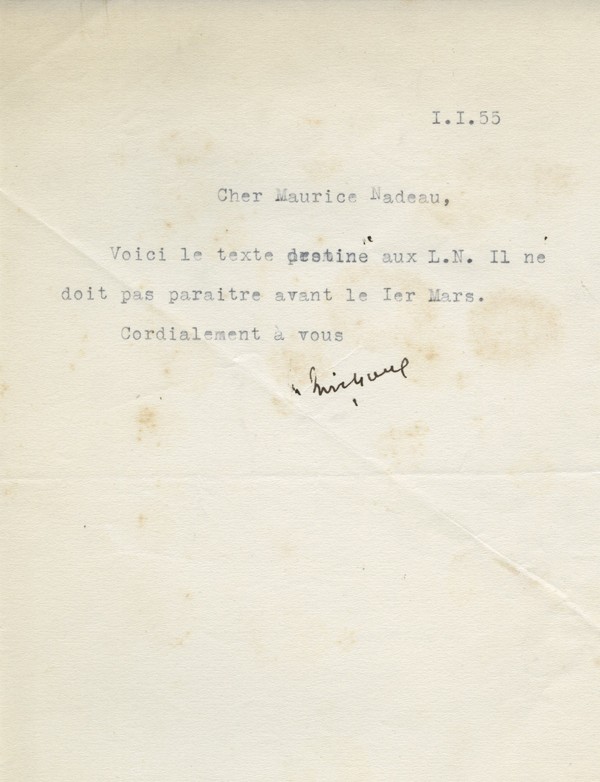 I.I.55
Cher Maurice Nadeau,
Voici le texte destiné aux L.N. Il ne
doit pas paraitre avant le Ier Mars.
Cordialement à vous